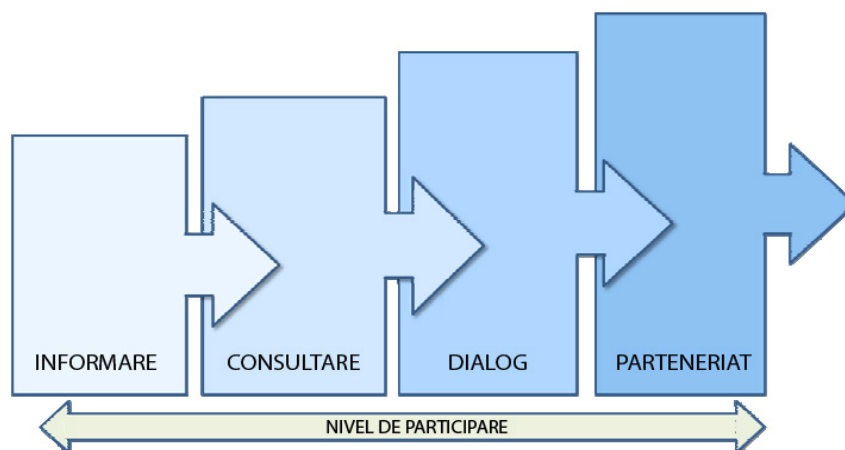 INFORMARE
CONSULTARE
DIALOG
PARTENERIAT
NIVEL DE PARTICIPARE